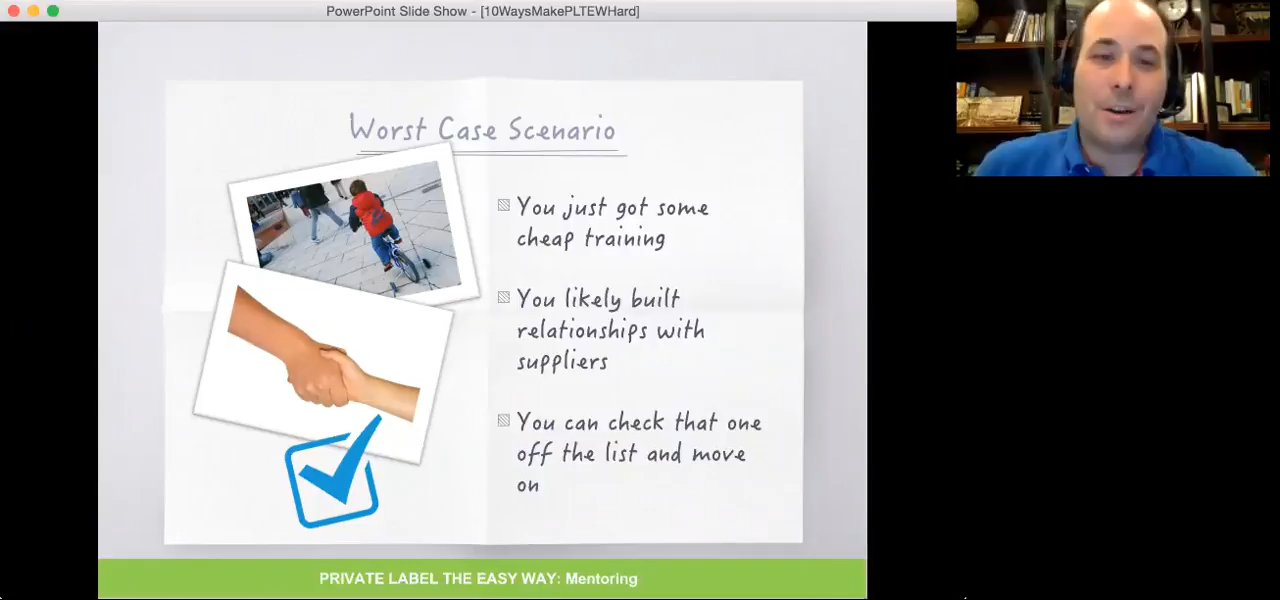 PowerPoint Slide Show - [10WaysMakePLTEWHard]
Worst Case Scenario
You just got some
cheap training
You likely built
relationships with
suppliers
You can check that one
off the list and move
on
PRIVATE LABEL THE EASY WAY: Mentoring